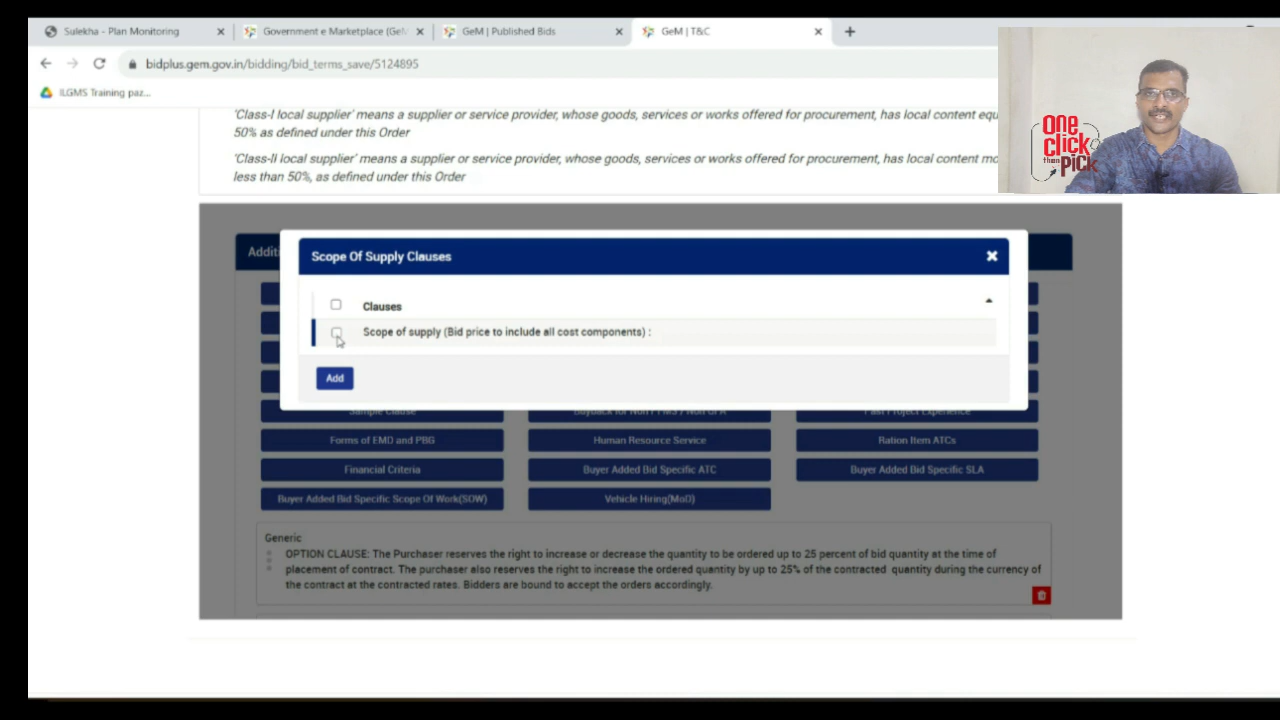 Sulekha - Plan Monitoring
Government e Marketplace (GeM
GeM | Published Bids
GeM | T&C
bidplus.gem.gov.in/bidding/bid_terms_save/5124895
ILGMS Training paz...
'Class-I local supplier' means a supplier or service provider, whose goods, services or works offered for procurement, has local content equ
50% as defined under this Order
'Class-II local supplier' means a supplier or service provider, whose goods, services or works offered for procurement, has local content mo
less than 50%, as defined under this Order
one
click
than
PiCK
Additi
Scope Of Supply Clauses
Clauses
Scope of supply (Bid price to include all cost components) :
Add
Sample Clause
Past Project Experience
Forms of EMD and PBG
Human Resource Service
Ration Item ATCs
Financial Criteria
Buyer Added Bid Specific ATC
Buyer Added Bid Specific SLA
Buyer Added Bid Specific Scope Of Work(SOW)
Vehicle Hiring(MoD)
Generic
OPTION CLAUSE: The Purchaser reserves the right to increase or decrease the quantity to be ordered up to 25 percent of bid quantity at the time of
placement of contract. The purchaser also reserves the right to increase the ordered quantity by up to 25% of the contracted quantity during the currency of
the contract at the contracted rates. Bidders are bound to accept the orders accordingly.